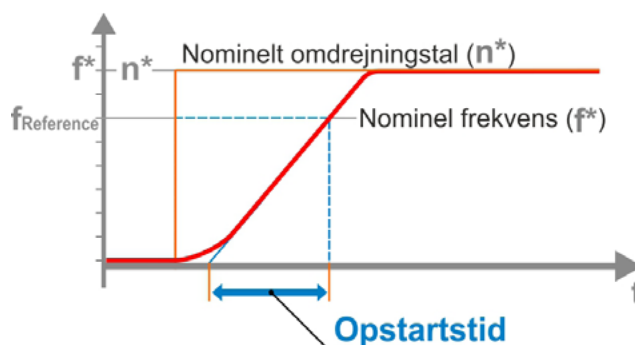 Nominelt omdrejningstal (n*)
f* n*
fReference
Nominel frekvens (f*)
Opstartstid